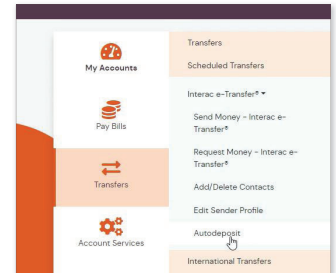 My Accounts
Pay Bills
Transfers
Account Services
Transfers
Scheduled Transfers
Interac e-Transfer®
Send Money - Interac e-
Transfer®
Request Money - Interac e-
Transfer®
Add/Delete Contacts
Edit Sender Profile
Autodeposit
International Transfers